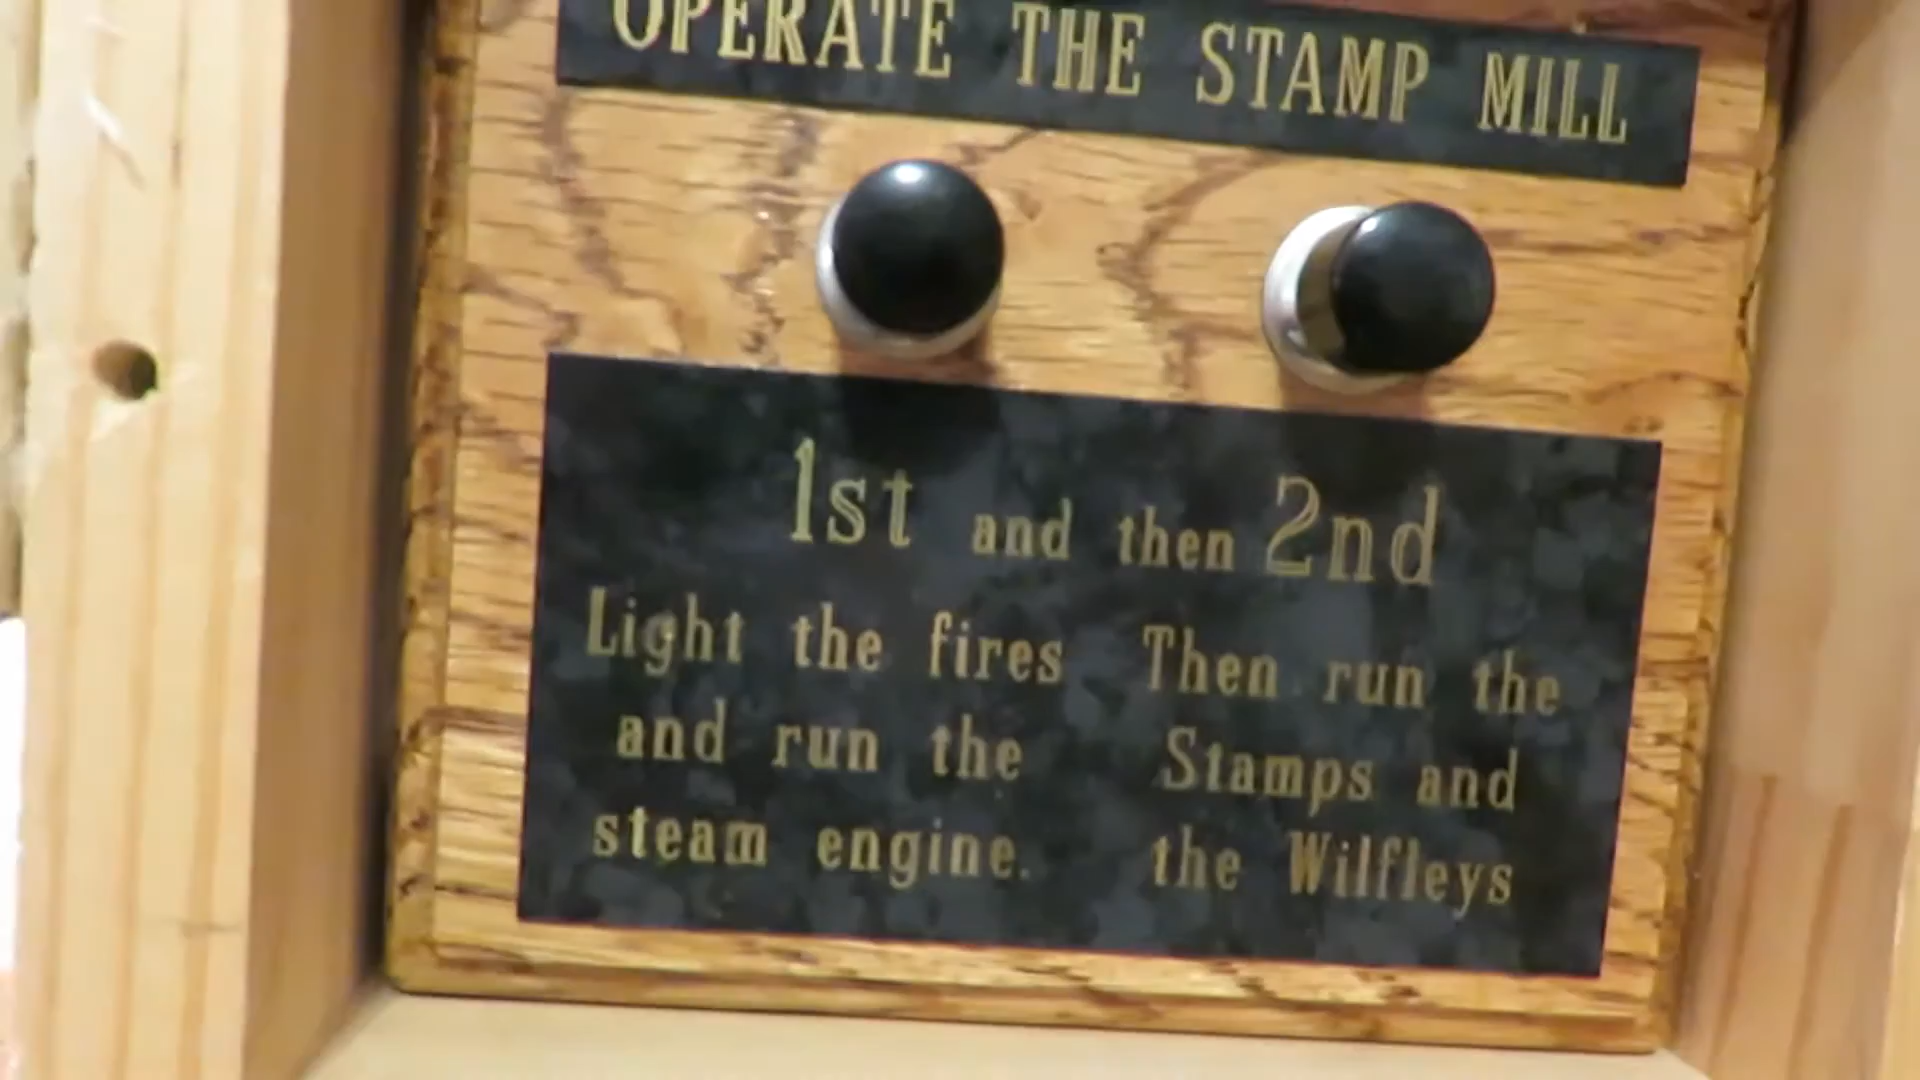 OPERATE THE STAMP MILL
1st and then 2nd
Light the fires Then run the
and run the Stamps and
steam engine. the Wilfleys